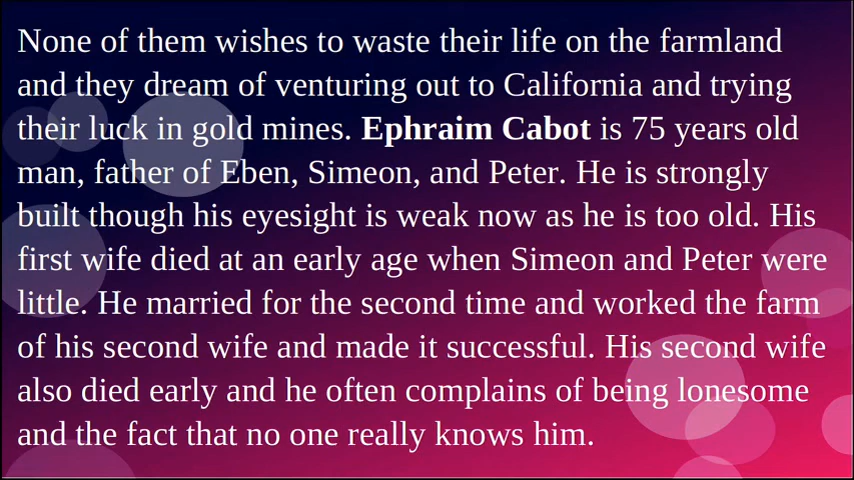 None of them wishes to waste their life on the farmland
and they dream of venturing out to California and trying
their luck in gold mines. Ephraim Cabot is 75 years old
man, father of Eben, Simeon, and Peter. He is strongly
built though his eyesight is weak now as he is too old. His
first wife died at an early age when Simeon and Peter were
little. He married for the second time and worked the farm
of his second wife and made it successful. His second wife
also died early and he often complains of being lonesome
and the fact that no one really knows him.